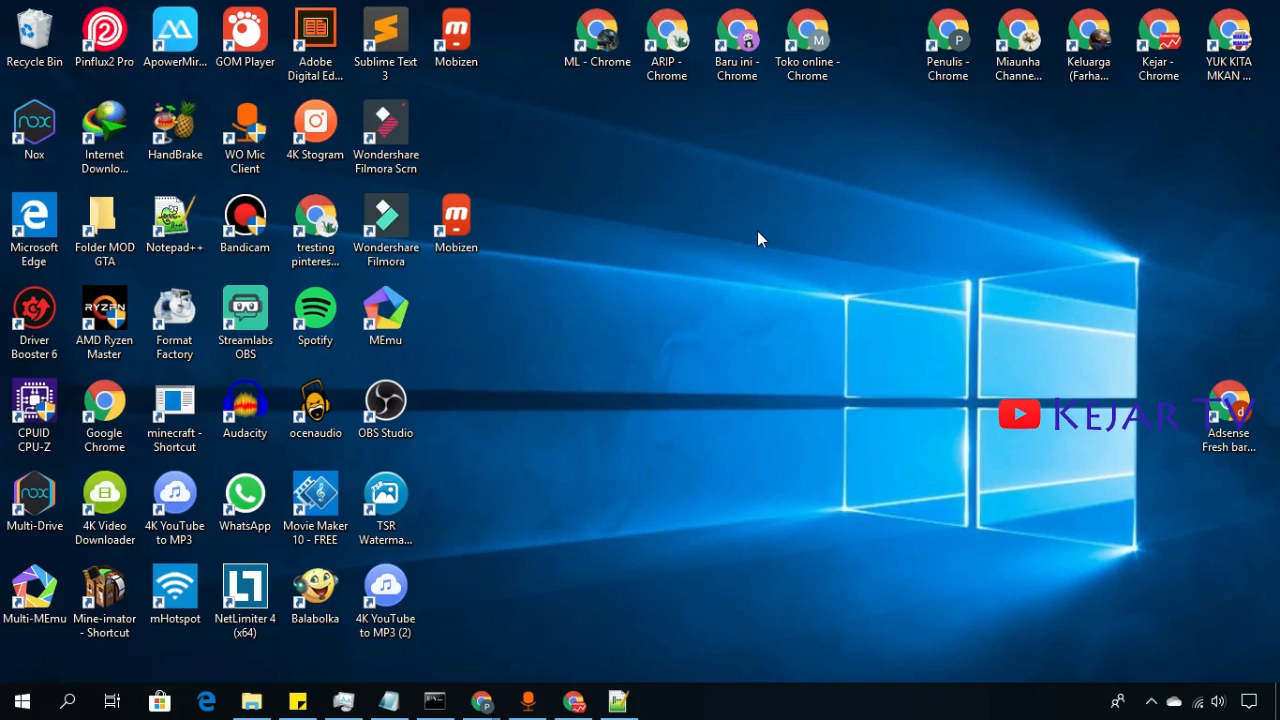 Recycle Bin
Pinflux2 Pro
ApowerMir...
GOM Player
Adobe
Digital Ed...
Sublime Text
3
Mobizen
ML - Chrome
ARIP -
Chrome
Baru ini -
Chrome
Toko online -
Chrome
Penulis -
Chrome
Miaunha
Channe...
Keluarga
(Farha...
Kejar -
Chrome
YUK KITA
MKAN ...
Nox
Internet
Downlo...
HandBrake
WO Mic
Client
4K Stogram
Wondershare
Filmora Scrn
Microsoft
Edge
Folder MOD
GTA
Notepad++
Bandicam
tresting
pinteres...
Wondershare
Filmora
Mobizen
Driver
Booster 6
RYZEN
AMD Ryzen
Master
Format
Factory
Streamlabs
OBS
Spotify
MEmu
CPUID
CPU-Z
Google
Chrome
minecraft -
Shortcut
Audacity
ocenaudio
OBS Studio
KEJAR TV
Adsense
Fresh bar...
Multi-Drive
4K Video
Downloader
4K YouTube
to MP3
WhatsApp
Movie Maker
10 - FREE
TSR
Waterma...
Multi-MEmu
Mine-imator
- Shortcut
mHotspot
NetLimiter 4
(x64)
Balabolka
4K YouTube
to MP3 (2)